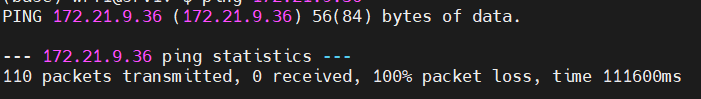 PING 172.21.9.36 (172.21.9.36) 56(84) bytes of data.
--- 172.21.9.36 ping statistics ---
110 packets transmitted, 0 received, 100% packet loss, time 111600ms